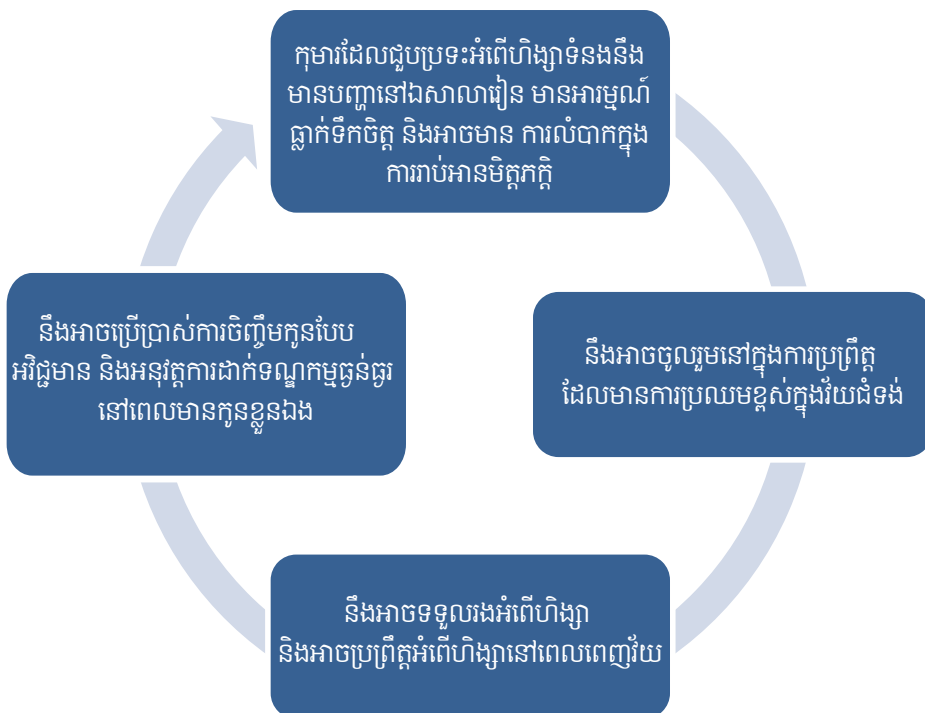 កុមារដែលជួបប្រទះអំពើហិង្សាទំនងនឹង
មានបញ្ហានៅឯសាលារៀន មានអារម្មណ៍
ធ្លាក់ទឹកចិត្ត និងអាចមាន ការលំបាកក្នុង
ការរាប់អានមិត្តភក្តិ
នឹងអាចចូលរួមនៅក្នុងការប្រព្រឹត្ត
ដែលមានការប្រឈមខ្ពស់ក្នុងវ័យជំទង់
នឹងអាចទទួលរងអំពើហិង្សា
និងអាចប្រព្រឹត្តអំពើហិង្សានៅពេលពេញវ័យ
នឹងអាចប្រើប្រាស់ការចិញ្ចឹមកូនបែប
អវិជ្ជមាន និងអនុវត្តការដាក់ទណ្ឌកម្មធ្ងន់ធ្ងរ
នៅពេលមានកូនខ្លួនឯង